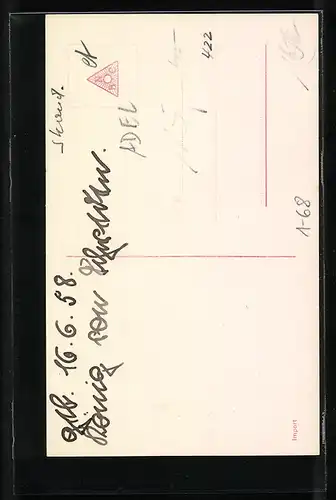 Skand.
ADEL
422
1-68
geb. 16.6.58.
König von Schweden.
Import